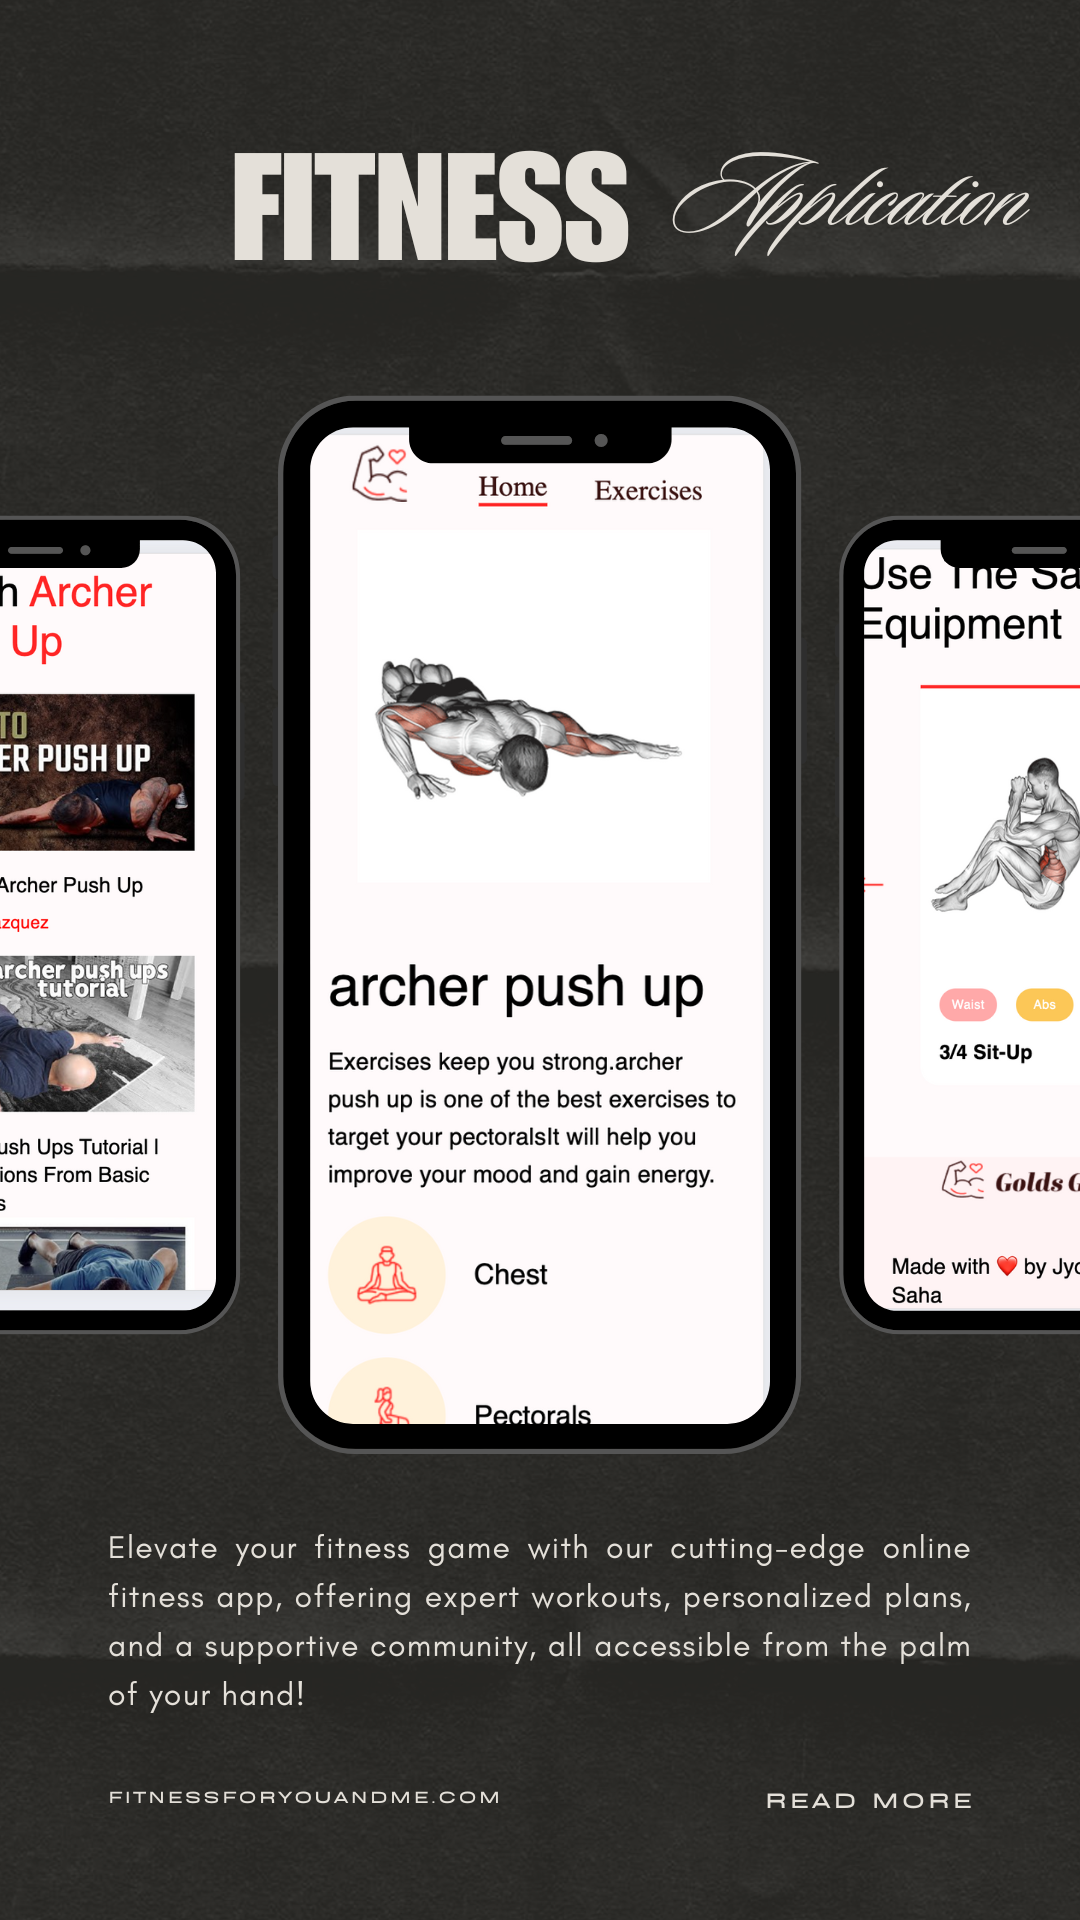 FITNESS Application
h Archer
Up
TO
ER PUSH UP
Archer Push Up
zquez
archer push ups
tutorial
ush Ups Tutorial |
ions From Basic
s
Home Exercises
archer push up
Exercises keep you strong.archer
push up is one of the best exercises to
target your pectoralsIt will help you
improve your mood and gain energy.
Chest
Pectorals
Use The Sa
Equipment
Waist Abs
3/4 Sit-Up
Golds G
Made with ❤️ by Jyo
Saha
Elevate your fitness game with our cutting-edge online
fitness app, offering expert workouts, personalized plans,
and a supportive community, all accessible from the palm
of your hand!
FITNESSFORYOUANDME.COM
READ MORE